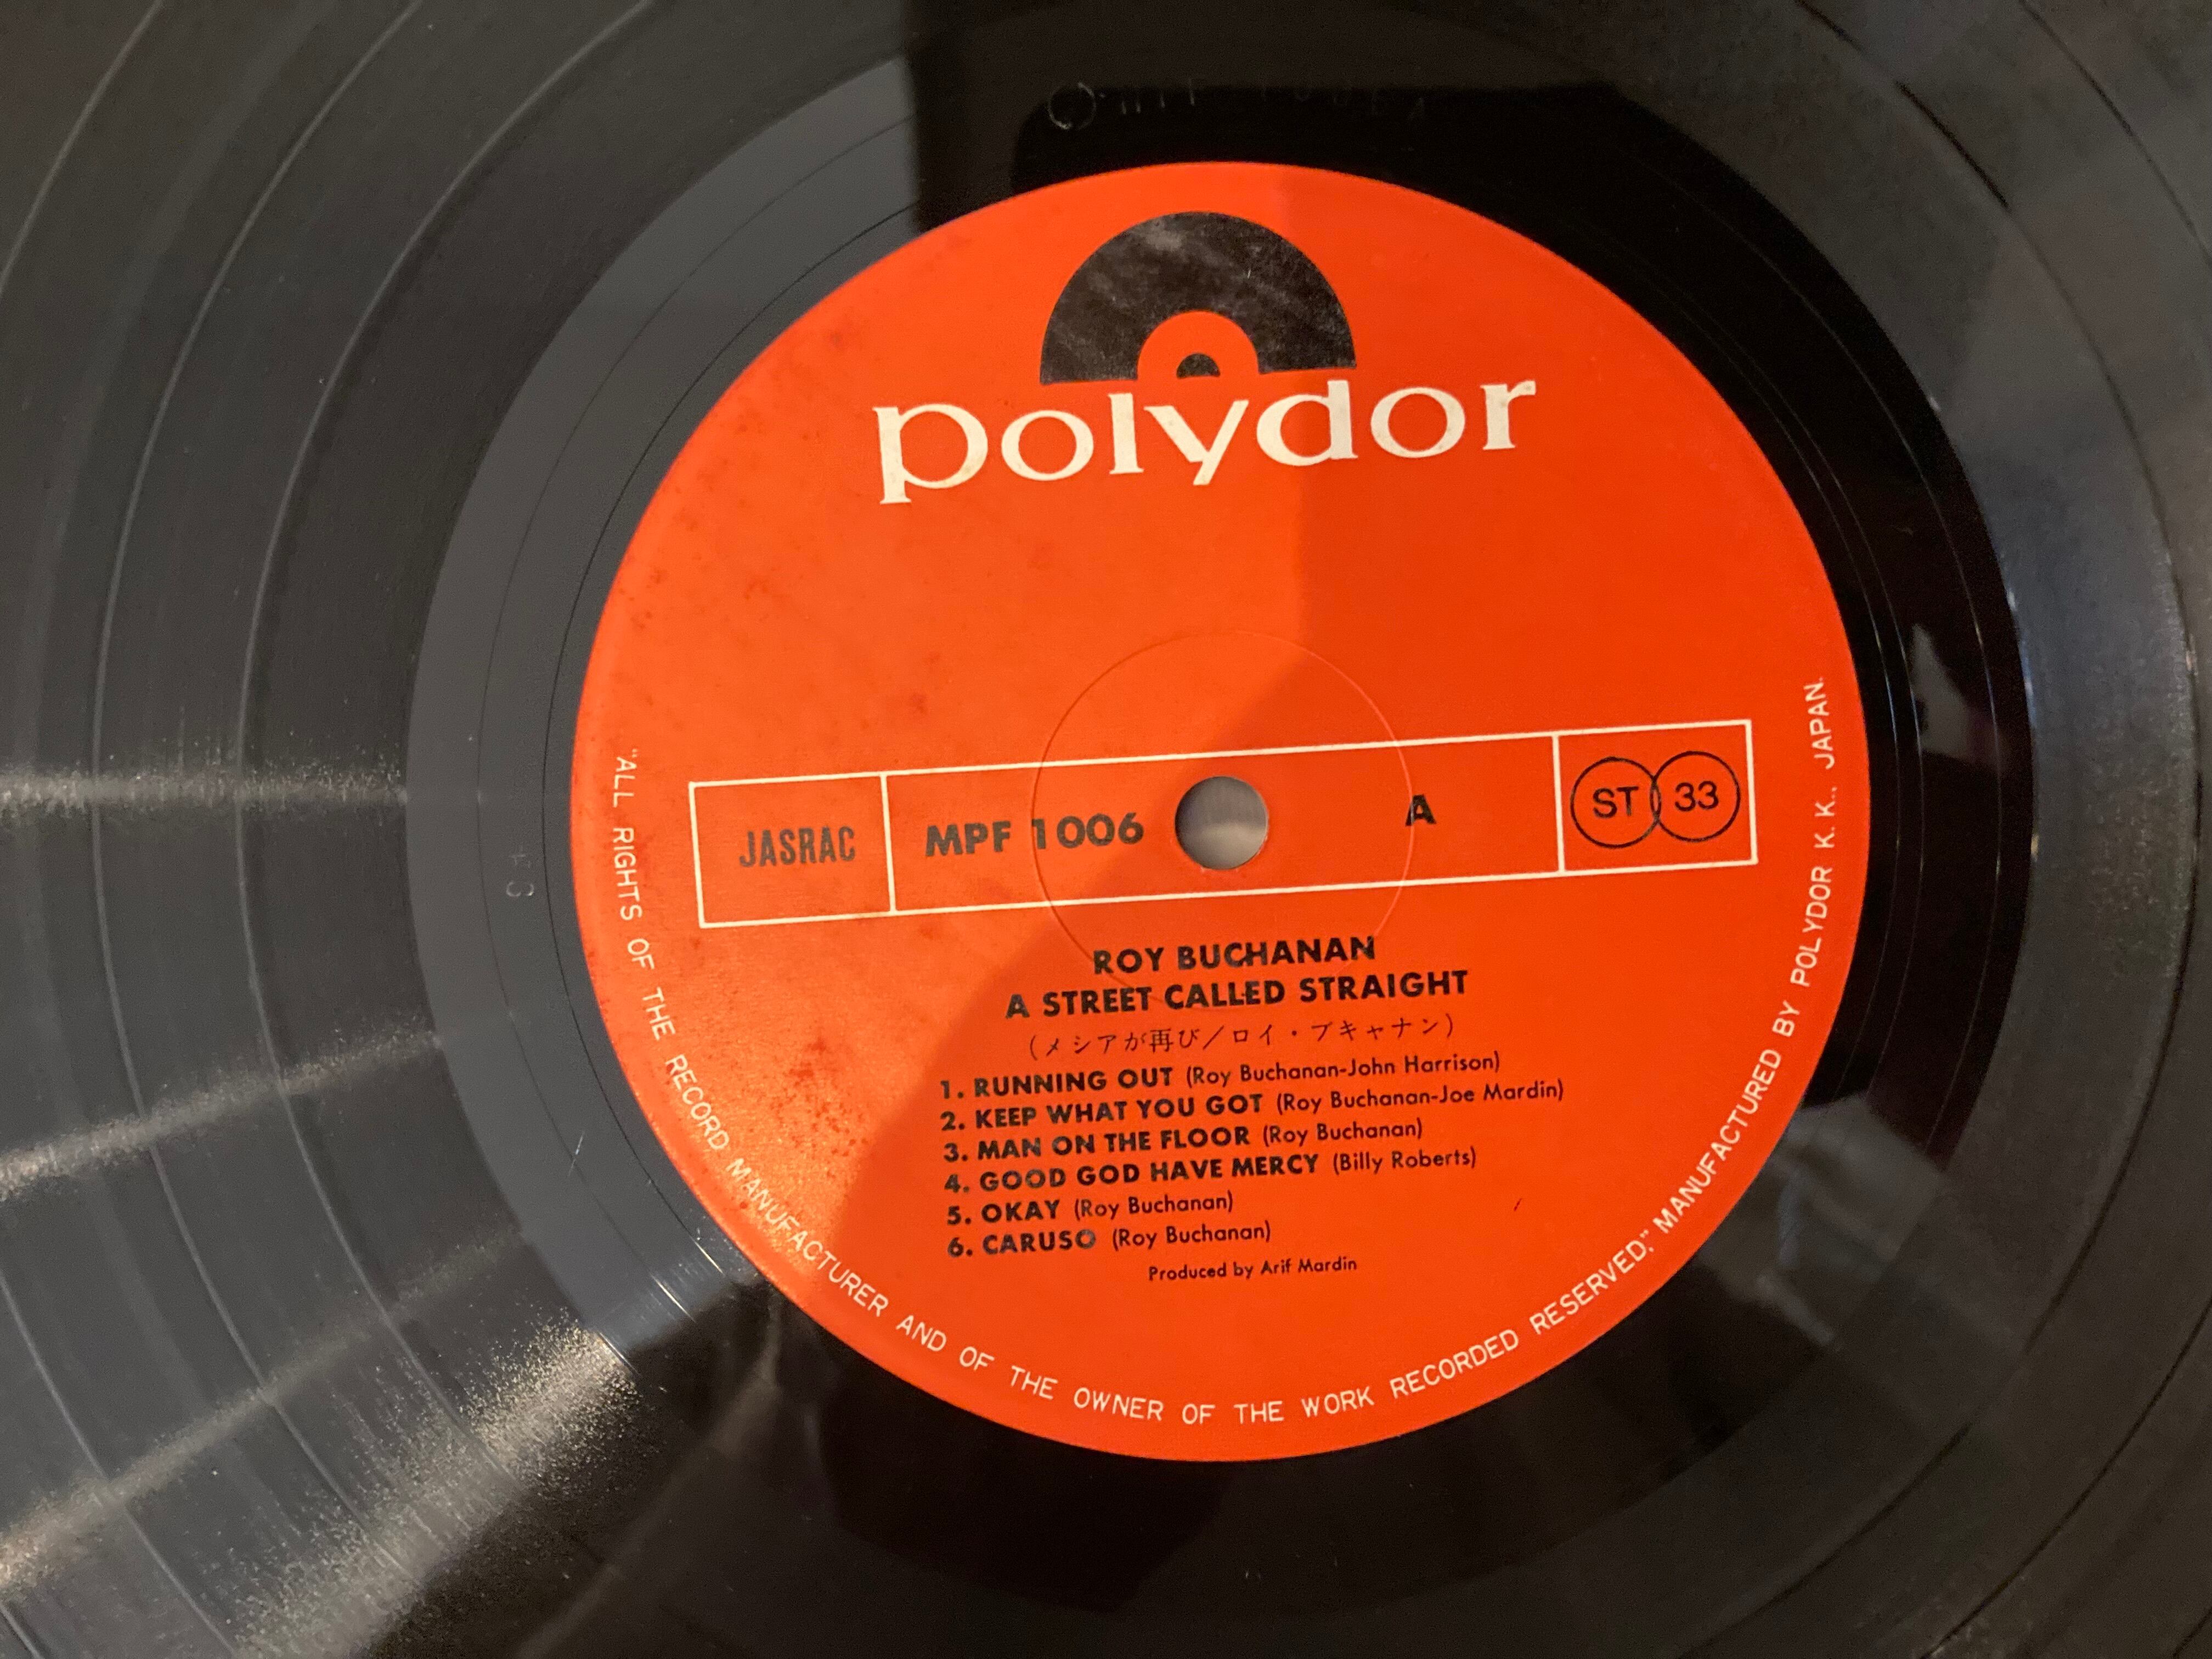 polydor
JASRAC
MPF 1006
A
ST 33
ROY BUCHANAN
A STREET CALLED STRAIGHT
(メシアが再び/ロイ・ブキャナン)
1. RUNNING OUT (Roy Buchanan-John Harrison)
2. KEEP WHAT YOU GOT (Roy Buchanan-Joe Mardin)
3. MAN ON THE FLOOR (Roy Buchanan)
4. GOOD GOD HAVE MERCY (Billy Roberts)
5. OKAY (Roy Buchanan)
6. CARUSO (Roy Buchanan)
Produced by Arif Mardin
"ALL RIGHTS OF THE RECORD MANUFACTURER AND OF THE OWNER OF THE WORK RECORDED RESERVED." MANUFACTURED BY POLYDOR K.K., JAPAN.